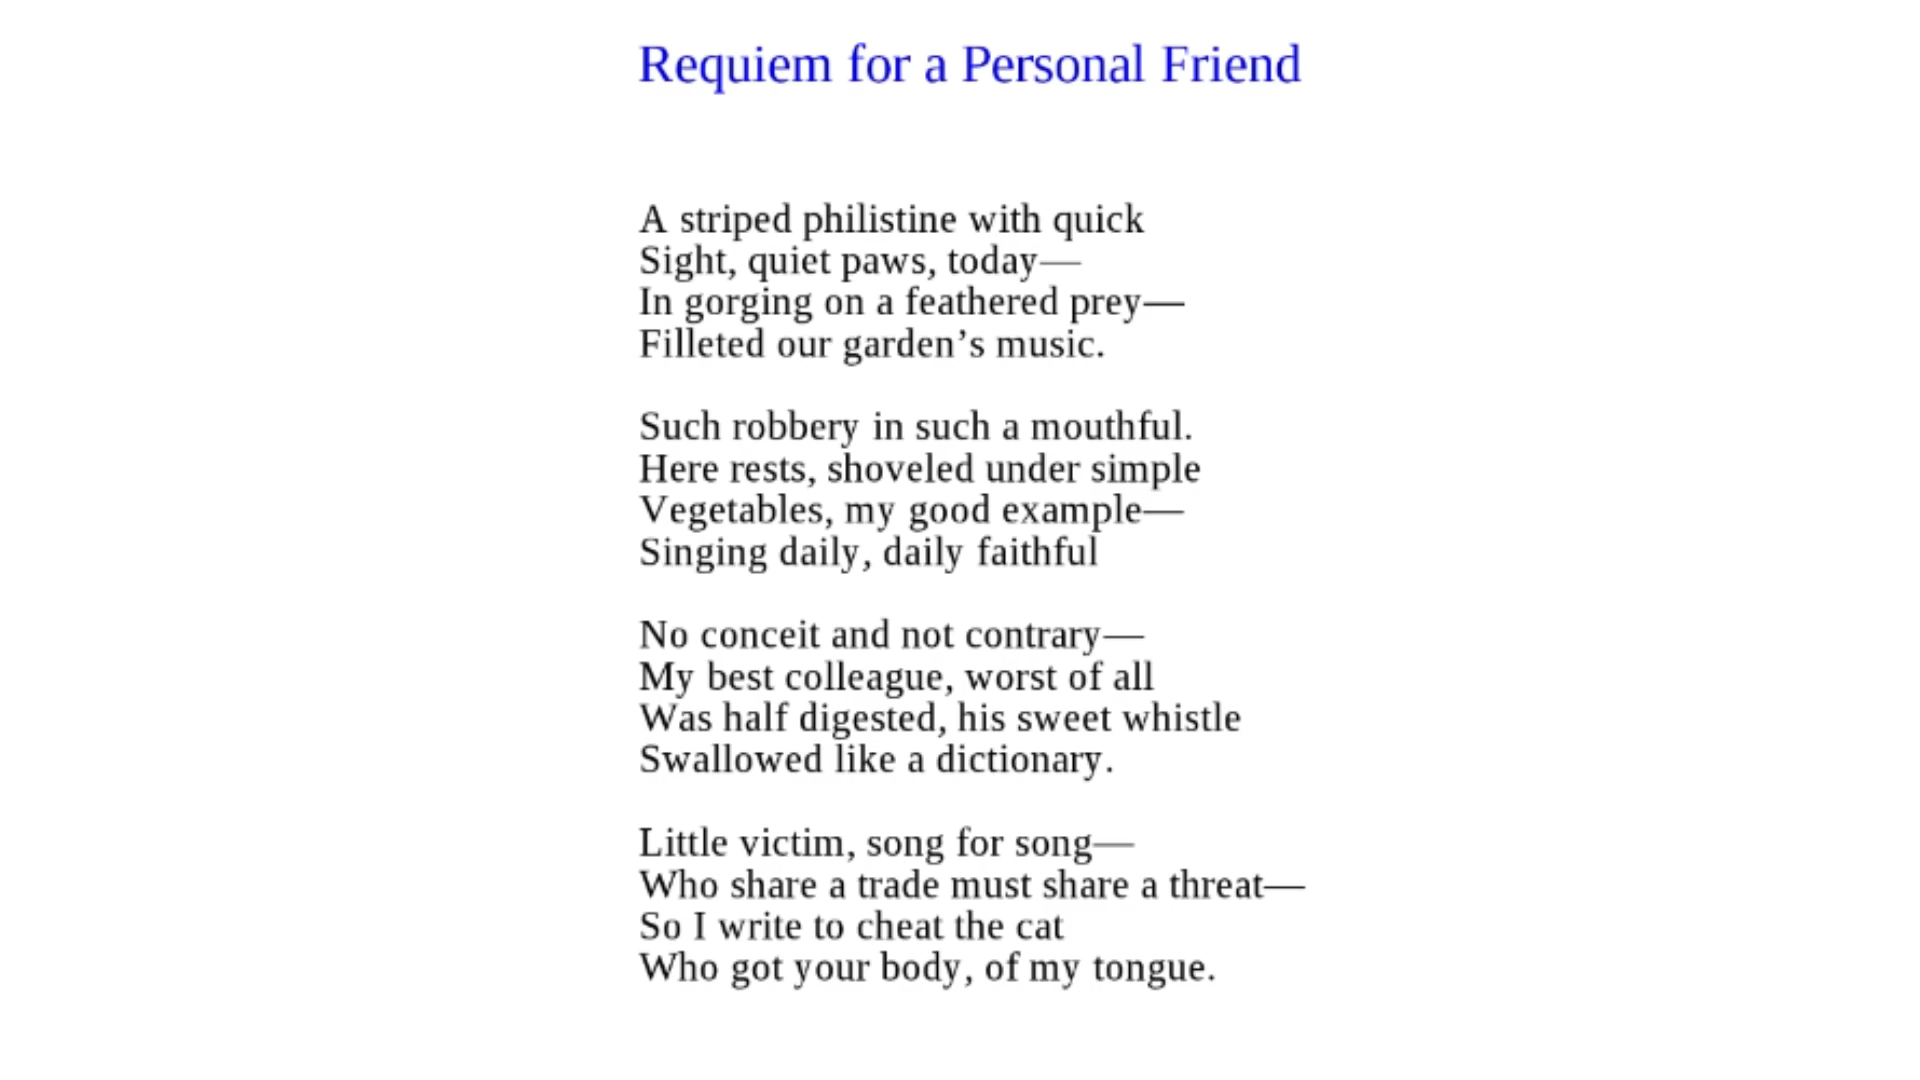 Requiem for a Personal Friend
A striped philistine with quick
Sight, quiet paws, today—
In gorging on a feathered prey—
Filleted our garden’s music.
Such robbery in such a mouthful.
Here rests, shoveled under simple
Vegetables, my good example—
Singing daily, daily faithful
No conceit and not contrary—
My best colleague, worst of all
Was half digested, his sweet whistle
Swallowed like a dictionary.
Little victim, song for song—
Who share a trade must share a threat—
So I write to cheat the cat
Who got your body, of my tongue.